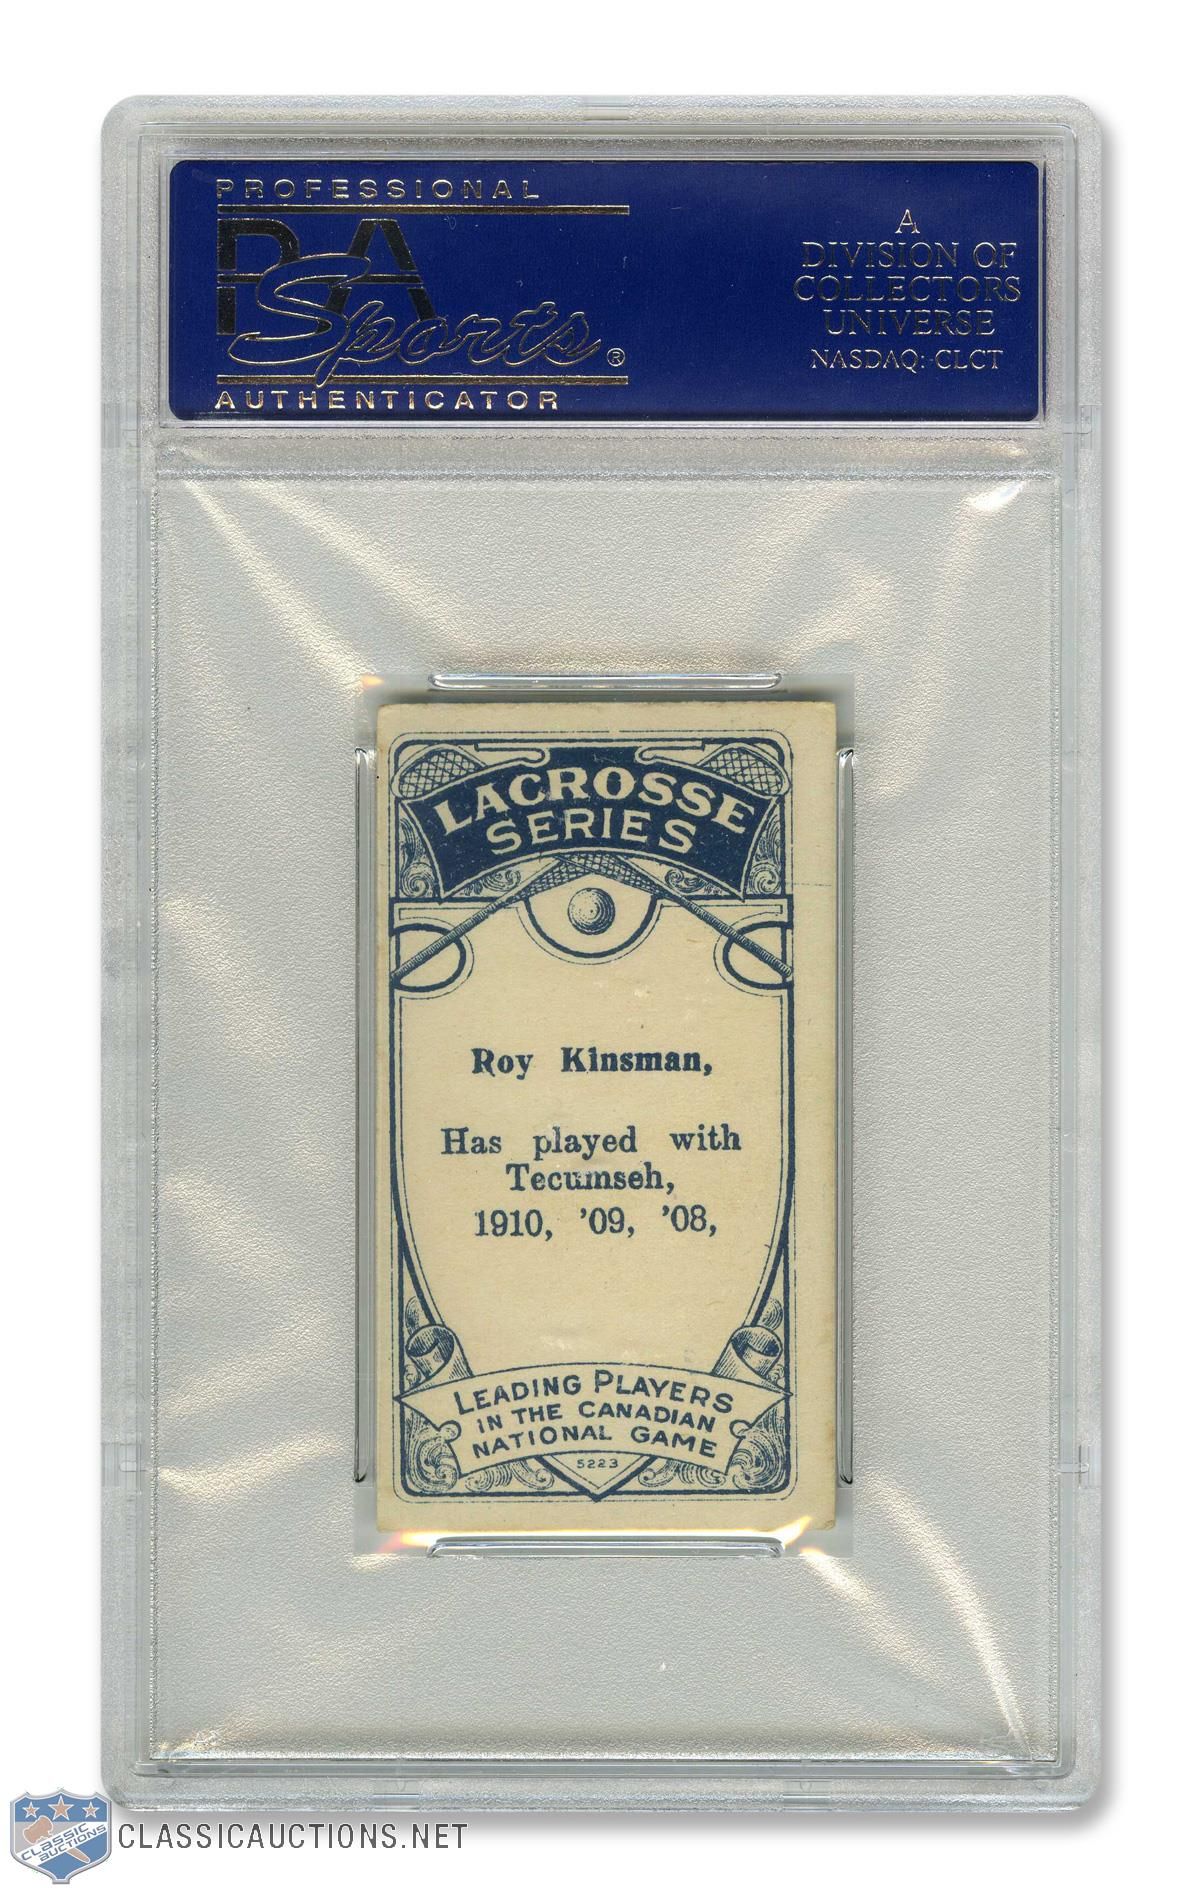 PROFESSIONAL
PSA
Sports®
AUTHENTICATOR
A
DIVISION OF
COLLECTORS
UNIVERSE
NASDAQ: CLCT
LACROSSE
SERIES
Roy Kinsman,
Has played with
Tecumseh,
1910, '09, '08,
LEADING PLAYERS
IN THE CANADIAN
NATIONAL GAME
5223
CLASSIC
AUCTIONS
CLASSICAUCTIONS.NET